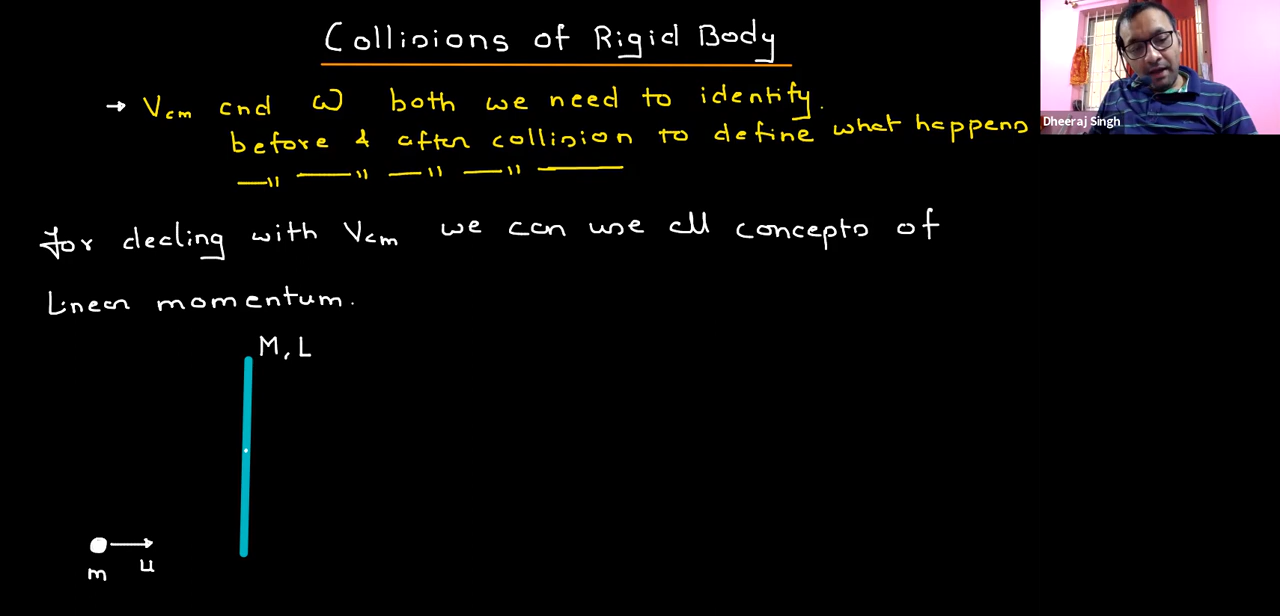 Collisions of Rigid Body
→ Vcm and ω both we need to identify.
before & after collision to define what happens
—〃 —〃 —〃 —〃 —
for dealing with Vcm we can use all concepts of
Linear momentum.
M, L
m
u
Dheeraj Singh